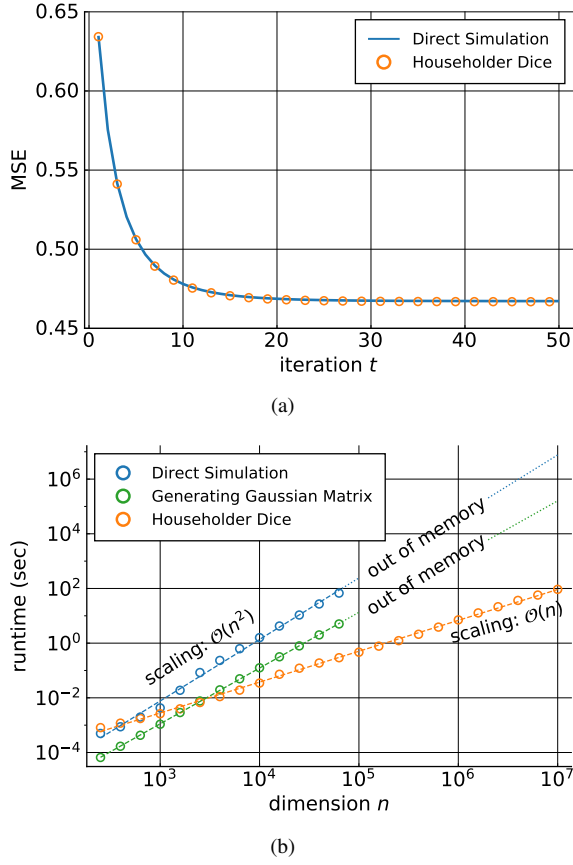 0.65
0.60
0.55
0.50
0.45
MSE
Direct Simulation
Householder Dice
0 10 20 30 40 50
iteration t
(a)
10^6
10^4
10^2
10^0
10^-2
10^-4
runtime (sec)
Direct Simulation
Generating Gaussian Matrix
Householder Dice
out of memory
out of memory
scaling: O(n^2)
scaling: O(n)
10^3 10^4 10^5 10^6 10^7
dimension n
(b)